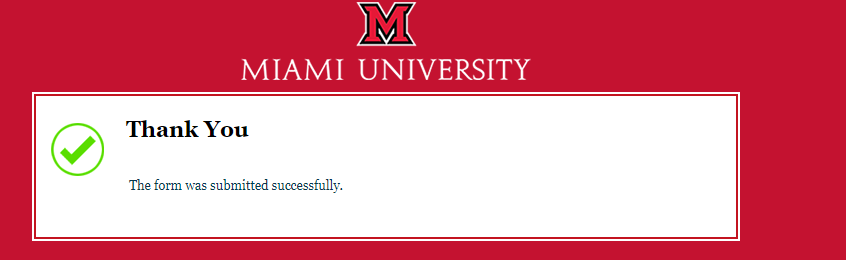 M
MIAMI UNIVERSITY
Thank You
The form was submitted successfully.